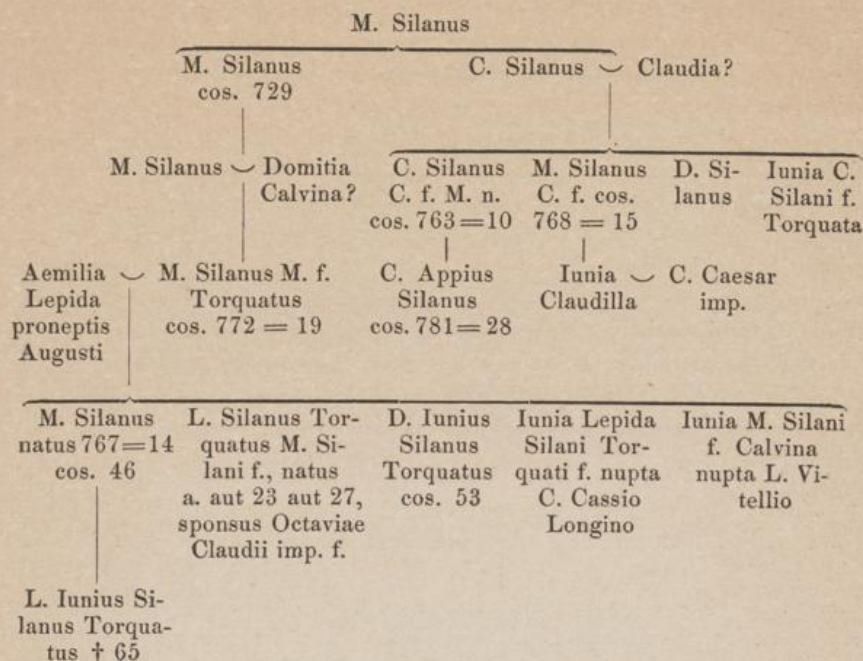 M. Silanus
M. Silanus
cos. 729
C. Silanus ⌣ Claudia?
M. Silanus ⌣ Domitia
Calvina?
C. Silanus
C. f. M. n.
cos. 763=10
M. Silanus
C. f. cos.
768 = 15
D. Si-
lanus
Iunia C.
Silani f.
Torquata
Aemilia ⌣ M. Silanus M. f.
Lepida
proneptis
Augusti
Torquatus
cos. 772 = 19
C. Appius
Silanus
cos. 781=28
Iunia ⌣ C. Caesar
Claudilla
imp.
M. Silanus
natus 767=14
cos. 46
L. Silanus Tor-
quatus M. Si-
lani f., natus
a. aut 23 aut 27,
sponsus Octaviae
Claudii imp. f.
D. Iunius
Silanus
Torquatus
cos. 53
Iunia Lepida
Silani Tor-
quati f. nupta
C. Cassio
Longino
Iunia M. Silani
f. Calvina
nupta L. Vi-
tellio
L. Iunius Si-
lanus Torqua-
tus † 65